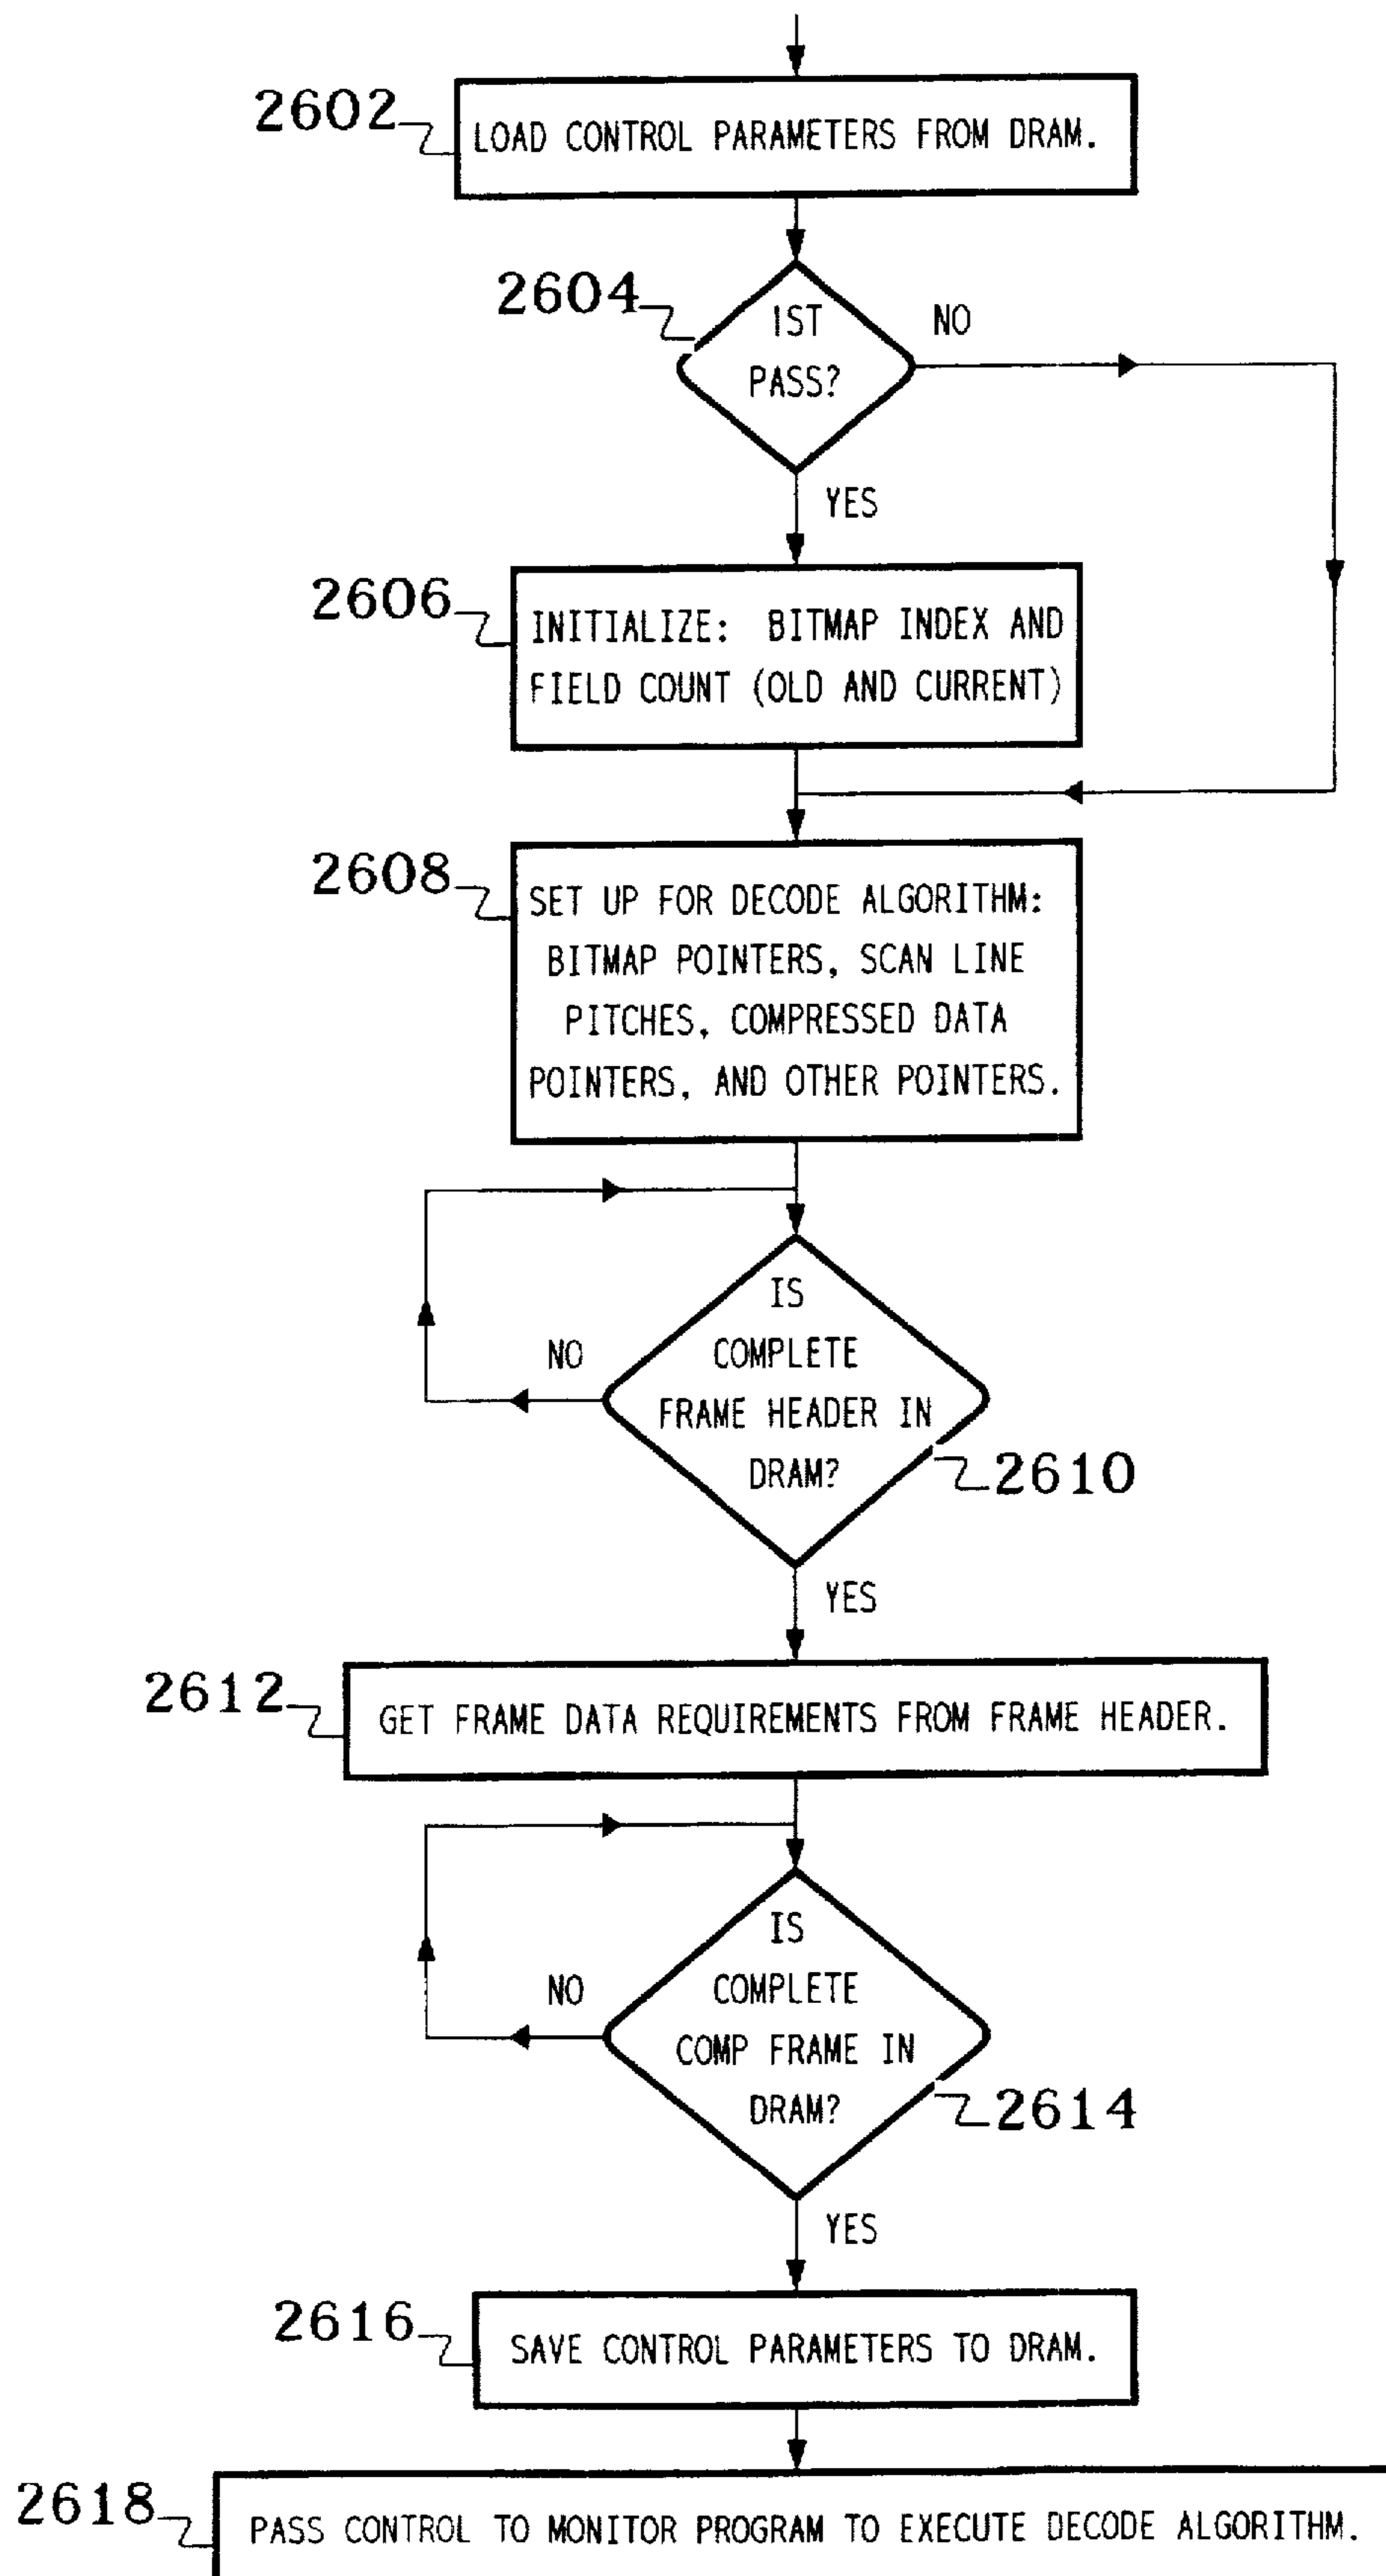 2602
LOAD CONTROL PARAMETERS FROM DRAM.
2604
1ST
PASS?
NO
YES
2606
INITIALIZE: BITMAP INDEX AND
FIELD COUNT (OLD AND CURRENT)
2608
SET UP FOR DECODE ALGORITHM:
BITMAP POINTERS, SCAN LINE
PITCHES, COMPRESSED DATA
POINTERS, AND OTHER POINTERS.
IS
COMPLETE
FRAME HEADER IN
DRAM?
NO
2610
YES
2612
GET FRAME DATA REQUIREMENTS FROM FRAME HEADER.
IS
COMPLETE
COMP FRAME IN
DRAM?
NO
2614
YES
2616
SAVE CONTROL PARAMETERS TO DRAM.
2618
PASS CONTROL TO MONITOR PROGRAM TO EXECUTE DECODE ALGORITHM.